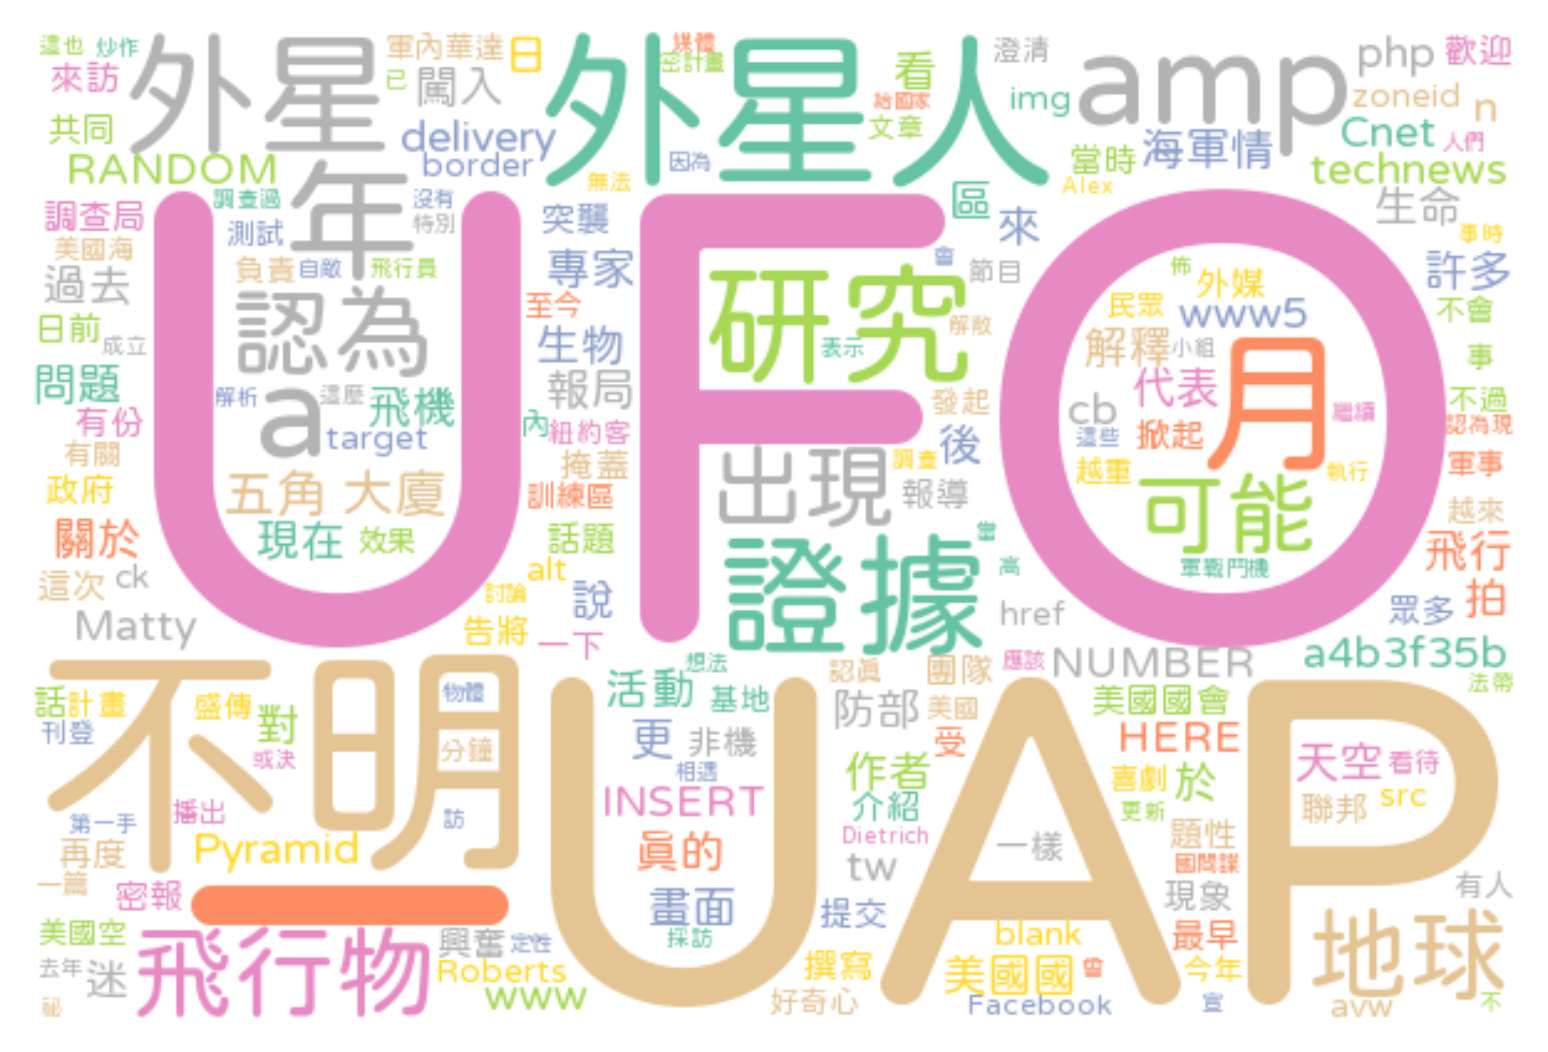 這也 炒作 外星 軍內華達 日 外星人 媒體 密計畫 看 澄清 amp php 歡迎
來訪 已 闖入 給國家 img zoneid n
共同 delivery 文章 Cnet 人們
RANDOM border 因為 當時 海軍情 technews
年 無法 Alex
調查局 UFO 調查過 沒有 突襲 區 來 生命
美國海 測試 特別 事時
過去 負責 自敵 飛行員 專家 研究 會 節目 佈 外媒 許多
日前 認為 至今 解散 民眾 www5 不會
成立 生物 表示 解釋 小組 事
問題 a 解析 這麼 飛機 報局 發起 cb 代表 月 繼續 不過
有份 target 內 紐約客 後 這些 掀起 認為現
有關 掩蓋 出現 調查 越重 執行 軍事
政府 五角 大廈 訓練區 報導 可能 越來
關於 現在 效果 話題 證據 當 飛行
這次 ck alt 高 軍戰鬥機 拍
Matty 討論 說 href 眾多
告將 一下 NUMBER a4b3f35b
不明 UAP 想法 認真 團隊 應該 法帶
話 計畫 盛傳 物體 活動 基地 防部 美國 美國國會
刊登 對 分鐘 更 非機 受 HERE
或決 相遇 作者 喜劇 於 天空 看待
播出 訪 INSERT 介紹 更新 聯邦 src
第一手 Dietrich 題性
再度 Pyramid 真的 tw 一樣 國間諜
一篇 密報 一 畫面 提交 現象 有人
美國空 飛行物 興奮 定性 採訪 blank 最早 地球
去年 迷 Roberts 撰寫 美國國 曾 今年
祕 www 好奇心 Facebook 宣 avw 不